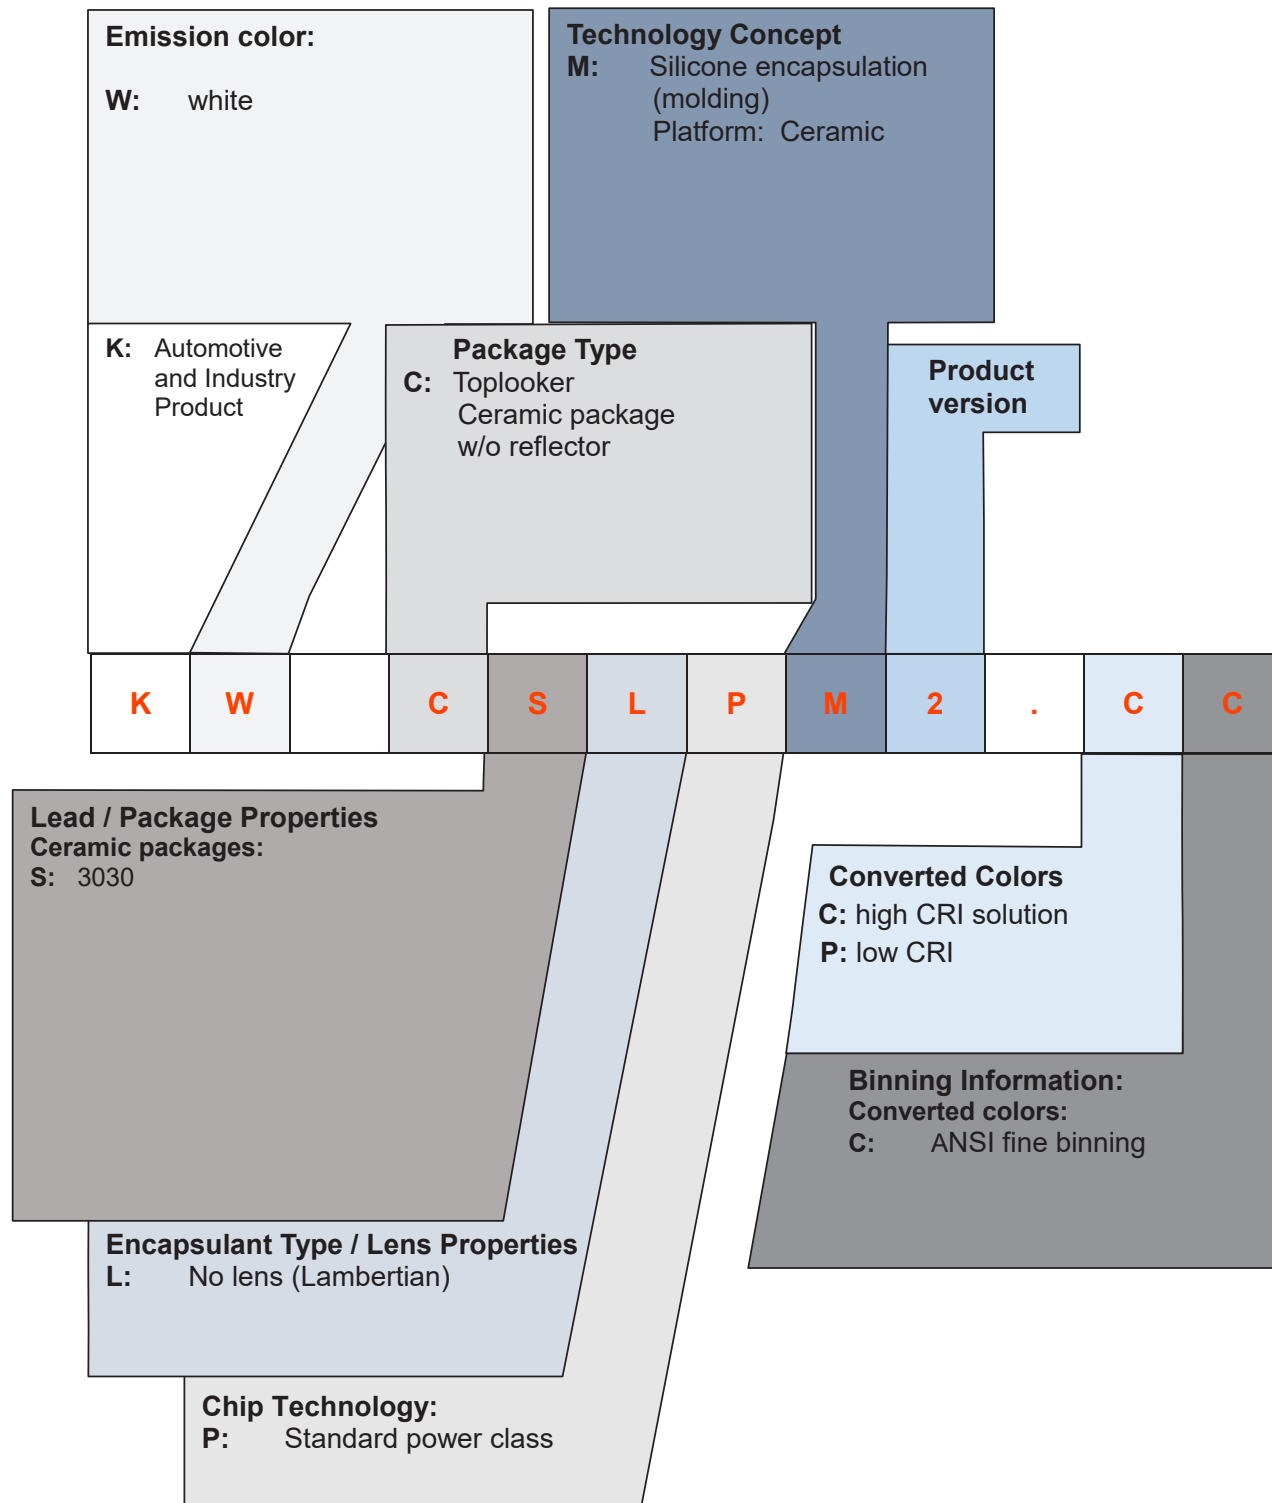 Emission color:
W: white
Technology Concept
M: Silicone encapsulation
(molding)
Platform: Ceramic
K: Automotive
and Industry
Product
Package Type
C: Toplooker
Ceramic package
w/o reflector
Product
version
K W C S L P M 2 . C C
Lead / Package Properties
Ceramic packages:
S: 3030
Converted Colors
C: high CRI solution
P: low CRI
Binning Information:
Converted colors:
C: ANSI fine binning
Encapsulant Type / Lens Properties
L: No lens (Lambertian)
Chip Technology:
P: Standard power class